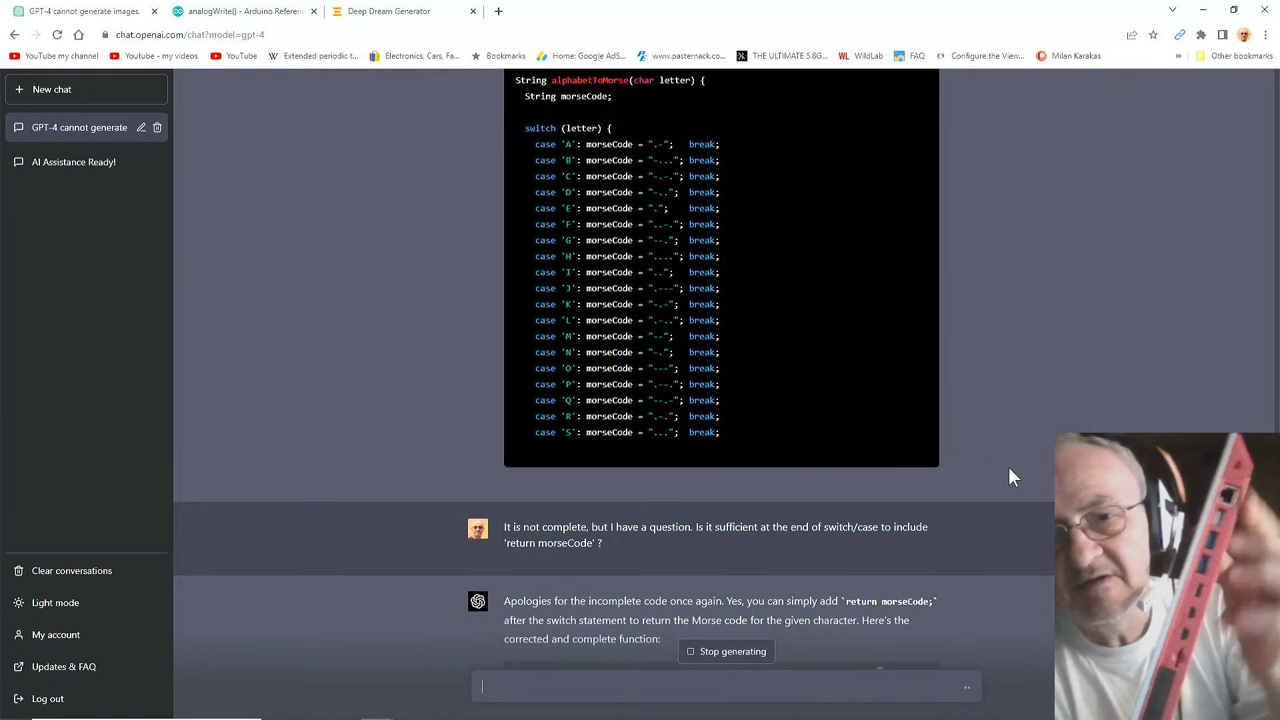 GPT-4 cannot generate images.
analogWrite() - Arduino Referen
Deep Dream Generator
chat.openai.com/chat?model=gpt-4
YouTube my channel
Youtube - my videos.
YouTube
Extended periodic t...
Electronics, Cars, Fa...
Bookmarks
Home: Google AdS...
www.pasternack.co...
THE ULTIMATE 5.8G...
WL WildLab
FAQ
Configure the View...
Milan Karakas
»
Other bookmarks
New chat
GPT-4 cannot generate
AI Assistance Ready!
String alphabetToMorse(char letter) {
String morseCode;
switch (letter) {
case 'A': morseCode = ".-"; break;
case 'B': morseCode = "-..."; break;
case 'C': morseCode = "-.-."; break;
case 'D': morseCode = "-.."; break;
case 'E': morseCode = "."; break;
case 'F': morseCode = "..-."; break;
case 'G': morseCode = "--."; break;
case 'H': morseCode = "...."; break;
case 'I': morseCode = ".."; break;
case 'J': morseCode = ".---"; break;
case 'K': morseCode = "-.-"; break;
case 'L': morseCode = ".-.."; break;
case 'M': morseCode = "--"; break;
case 'N': morseCode = "-."; break;
case 'O': morseCode = "---"; break;
case 'P': morseCode = ".--."; break;
case 'Q': morseCode = "--.-"; break;
case 'R': morseCode = ".-."; break;
case 'S': morseCode = "..."; break;
It is not complete, but I have a question. Is it sufficient at the end of switch/case to include
'return morseCode' ?
Apologies for the incomplete code once again. Yes, you can simply add `return morseCode;`
after the switch statement to return the Morse code for the given character. Here's the
corrected and complete function:
Stop generating
Clear conversations
Light mode
My account
Updates & FAQ
Log out